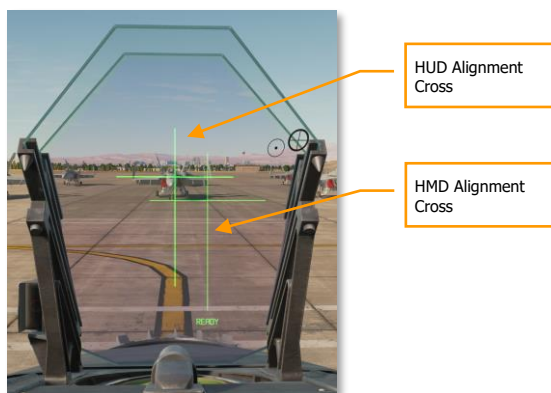 HUD Alignment
Cross
HMD Alignment
Cross
READY